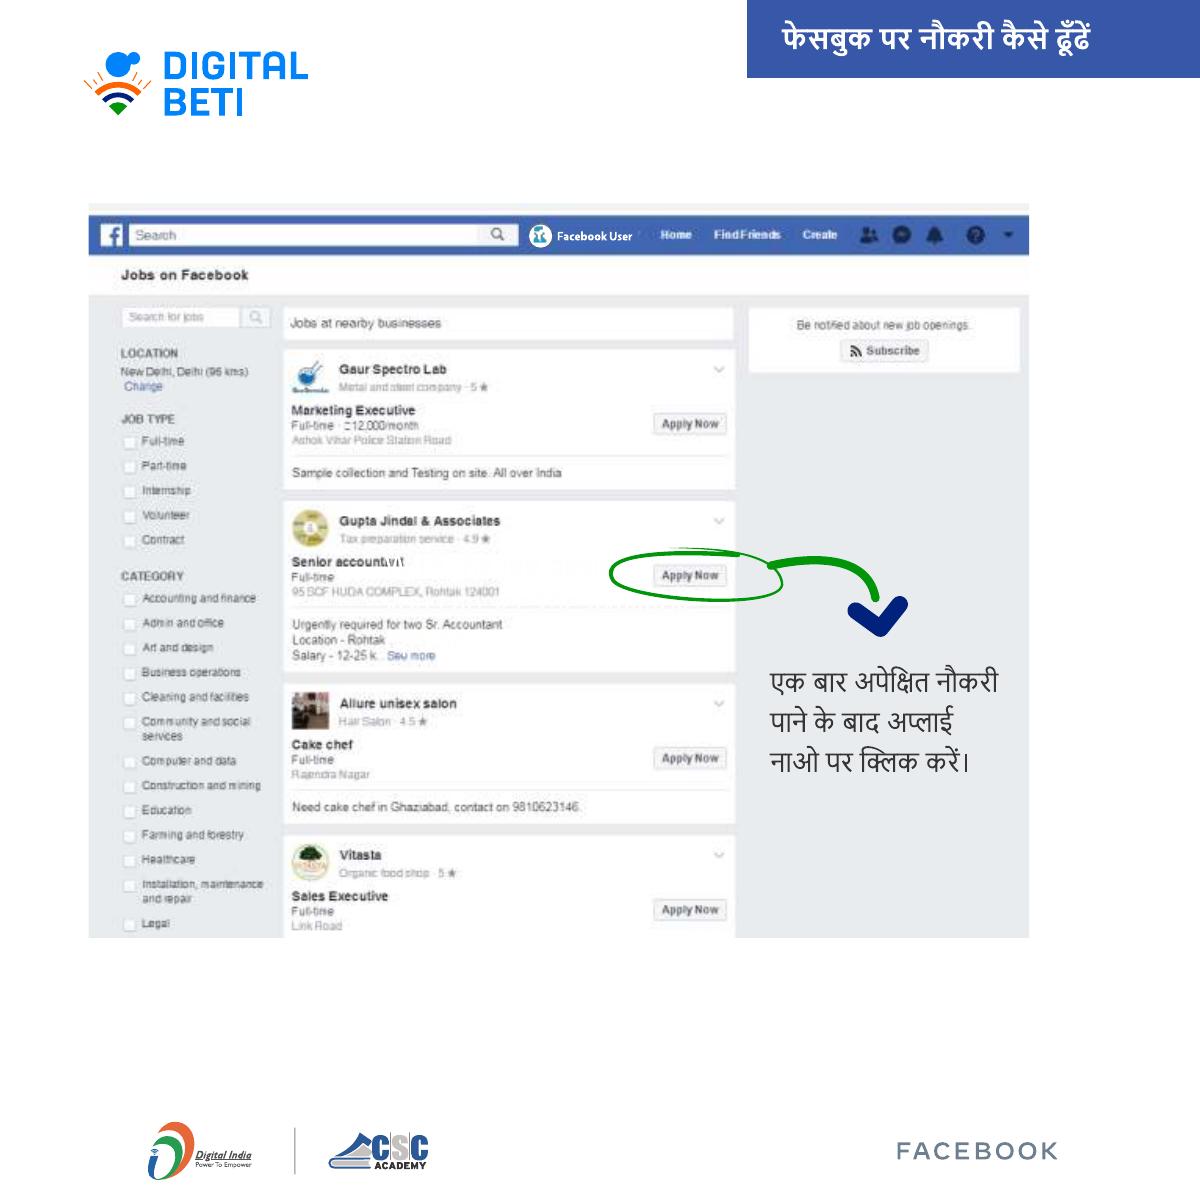 फेसबुक पर नौकरी कैसे ढूँढें
DIGITAL
BETI
Search
Facebook User
Home
Find Friends
Create
Jobs on Facebook
Search for jobs
LOCATION
New Delhi, Delhi (96 kms)
Change
JOB TYPE
Full-time
Part-time
Internship
Volunteer
Contract
CATEGORY
Accounting and finance
Admin and office
Art and design
Business operations
Cleaning and facilities
Community and social
services
Computer and data
Construction and mining
Education
Farming and forestry
Healthcare
Installation, maintenance
and repair
Legal
Jobs at nearby businesses
Gaur Spectro Lab
Metal and steel company · 5 ★
Marketing Executive
Full-time · 12,000/month
Ashok Vihar Police Station Road
Apply Now
Sample collection and Testing on site. All over India
Gupta Jindal & Associates
Tax preparation service · 4.9 ★
Senior
Full-time
95 SCF HUDA COMPLEX, Rohtak 124001
Apply Now
Urgently required for two Sr. Accountant
Location - Rohtak
Salary - 12-25 k... See more
Allure unisex salon
Hair Salon · 4.5 ★
Cake chef
Full-time
Rajendra Nagar
Apply Now
Need cake chef in Ghaziabad, contact on 9810623146.
Vitasta
Organic food shop · 5 ★
Sales Executive
Full-time
Link Road
Apply Now
Be notified about new job openings.
Subscribe
एक बार अपेक्षित नौकरी
पाने के बाद अप्लाई
नाओ पर क्लिक करें।
Digital India
Power To Empower
CSC
ACADEMY
FACEBOOK